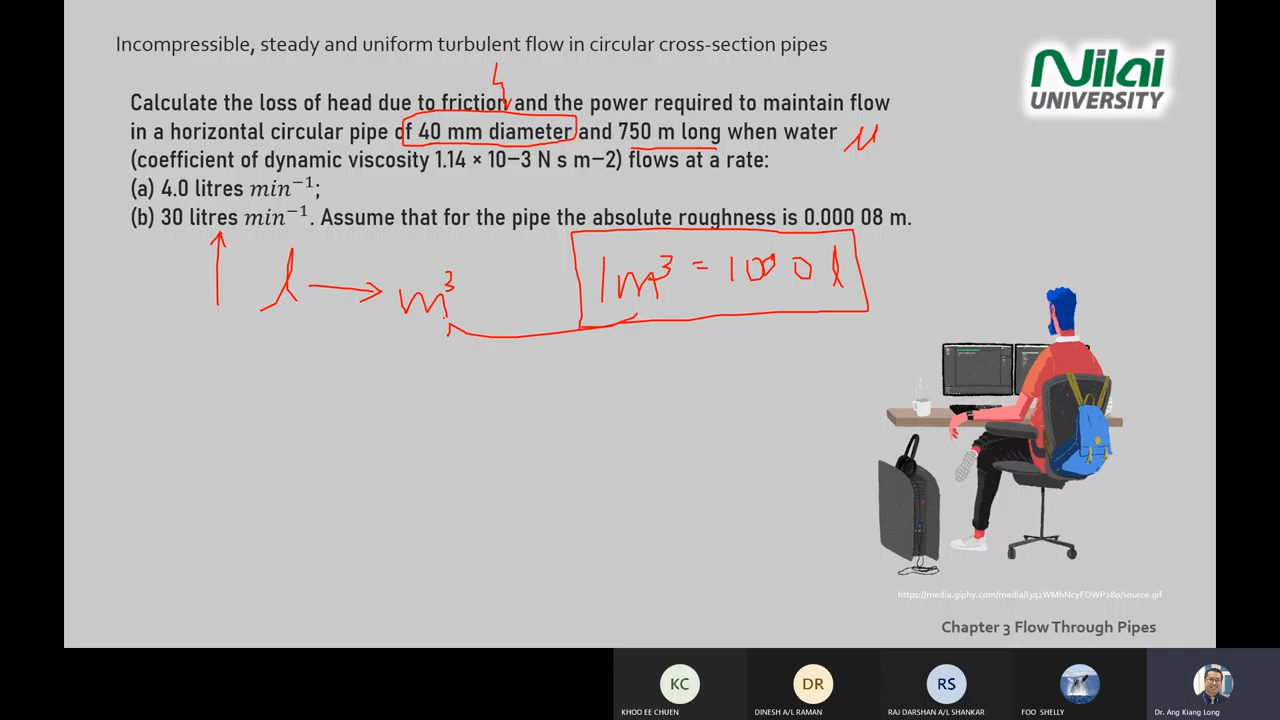 Incompressible, steady and uniform turbulent flow in circular cross-section pipes
Nilai
UNIVERSITY
Calculate the loss of head due to friction and the power required to maintain flow
in a horizontal circular pipe of 40 mm diameter and 750 m long when water μ
(coefficient of dynamic viscosity 1.14 × 10−3 N s m−2) flows at a rate:
(a) 4.0 litres min⁻¹;
(b) 30 litres min⁻¹. Assume that for the pipe the absolute roughness is 0.000 08 m.
l → m³
1m³ = 1000 l
https://media.giphy.com/media/l3q2WMhNcyFOWP28o/source.gif
Chapter 3 Flow Through Pipes
KC
DR
RS
KHOO EE CHUEN
DINESH A/L RAMAN
RAJ DARSHAN A/L SHANKAR
FOO SHELLY
Dr. Ang Kiang Long